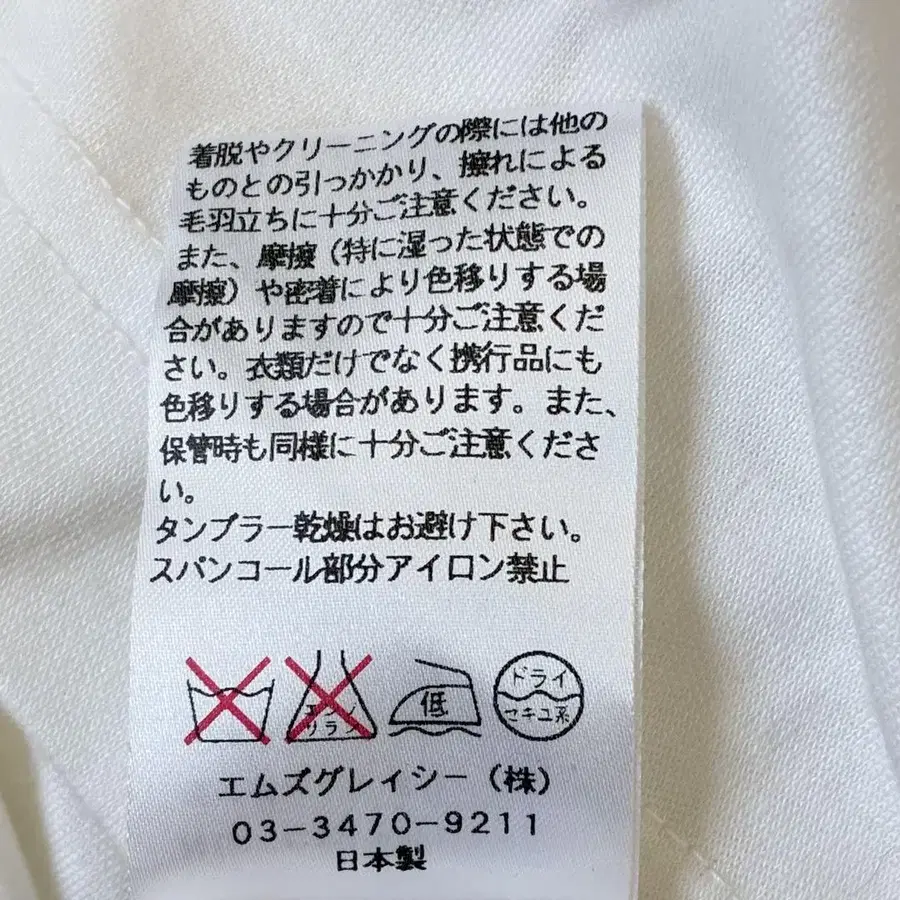 着脱やクリーニングの際には他の
ものとの引っかかり、擦れによる
毛羽立ちに十分ご注意ください。
また、摩擦（特に湿った状態での
摩擦）や密着により色移りする場
合がありますので十分ご注意くだ
さい。衣類だけでなく携行品にも
色移りする場合があります。また、
保管時も同様に十分ご注意くださ
い。
タンブラー乾燥はお避け下さい。
スパンコール部分アイロン禁止
エンソ
サラシ
低
ドライ
セキユ系
エムズグレイシー（株）
03-3470-9211
日本製